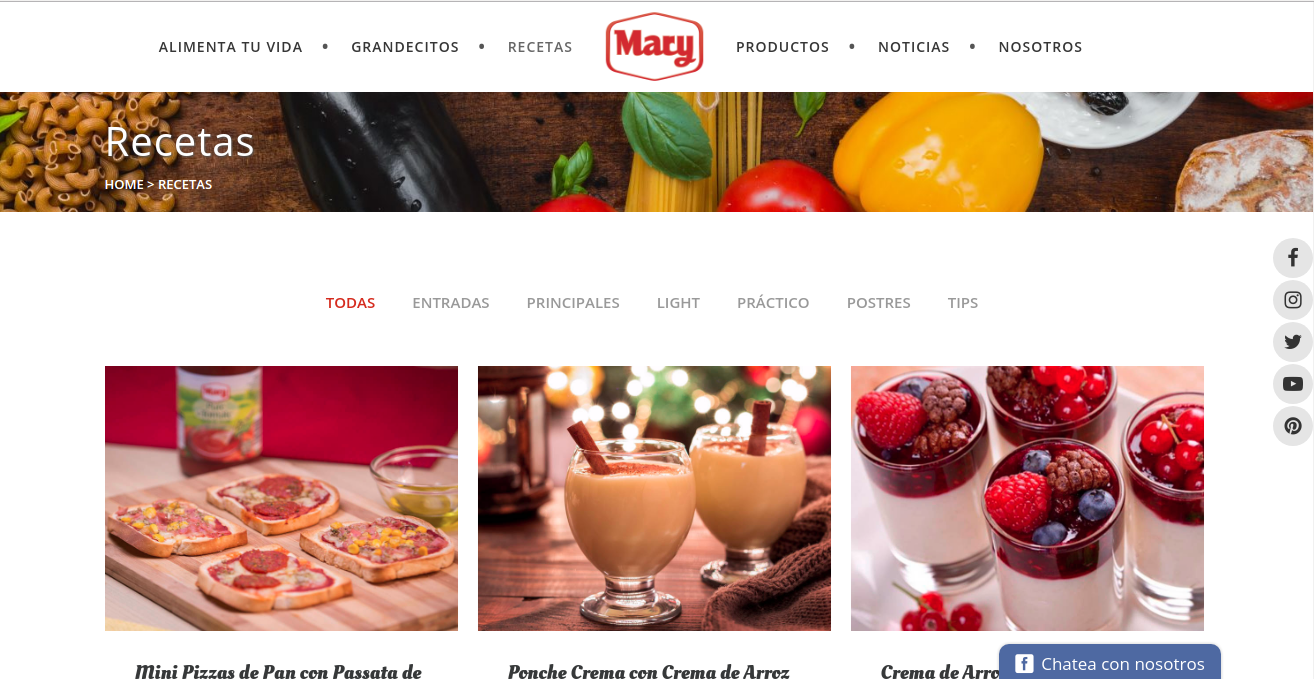 ALIMENTA TU VIDA • GRANDECITOS • RECETAS Mary PRODUCTOS • NOTICIAS • NOSOTROS
Recetas
HOME > RECETAS
TODAS ENTRADAS PRINCIPALES LIGHT PRÁCTICO POSTRES TIPS
Mary
Mini Pizzas de Pan con Passata de
Ponche Crema con Crema de Arroz
Crema de Arro
Chatea con nosotros